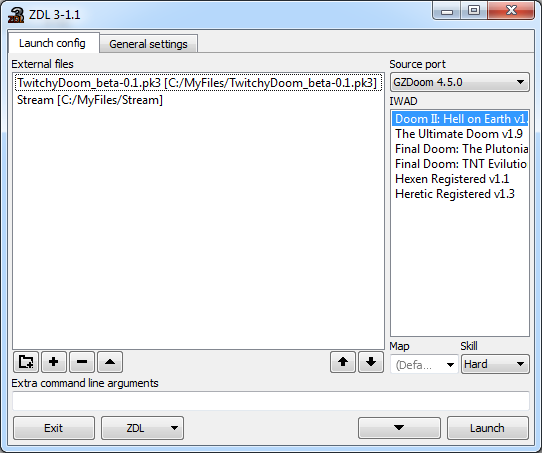 ZDL 3-1.1
Launch config
General settings
External files
TwitchyDoom_beta-0.1.pk3 [C:/MyFiles/TwitchyDoom_beta-0.1.pk3]
Stream [C:/MyFiles/Stream]
Source port
GZDoom 4.5.0
IWAD
Doom II: Hell on Earth v1.
The Ultimate Doom v1.9
Final Doom: The Plutonia
Final Doom: TNT Evilution
Hexen Registered v1.1
Heretic Registered v1.3
Map
Skill
(Defa...
Hard
Extra command line arguments
Exit
ZDL
Launch